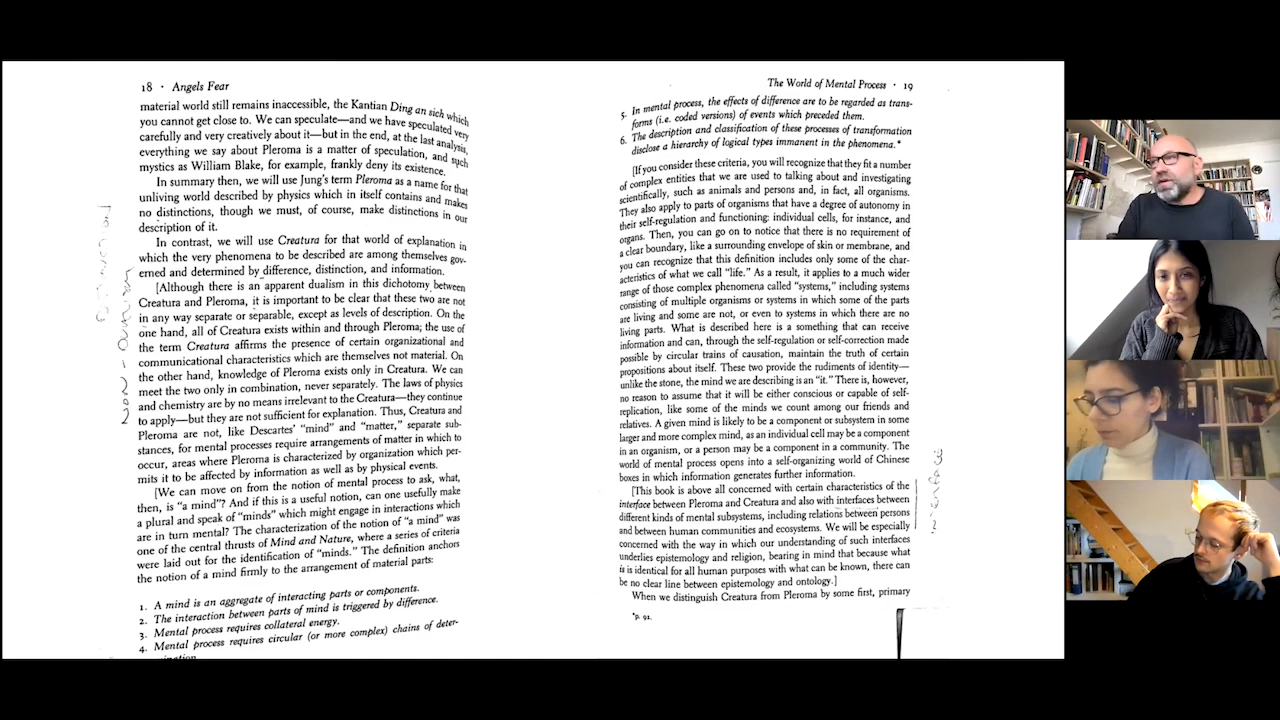 18 · Angels Fear
material world still remains inaccessible, the Kantian Ding an sich which
you cannot get close to. We can speculate—and we have speculated very
carefully and very creatively about it—but in the end, at the last analysis,
everything we say about Pleroma is a matter of speculation, and such
mystics as William Blake, for example, frankly deny its existence.
In summary then, we will use Jung's term Pleroma as a name for that
unliving world described by physics which in itself contains and makes
no distinctions, though we must, of course, make distinctions in our
description of it.
In contrast, we will use Creatura for that world of explanation in
which the very phenomena to be described are among themselves gov-
erned and determined by difference, distinction, and information.
[Although there is an apparent dualism in this dichotomy between
Creatura and Pleroma, it is important to be clear that these two are not
in any way separate or separable, except as levels of description. On the
one hand, all of Creatura exists within and through Pleroma; the use of
the term Creatura affirms the presence of certain organizational and
communicational characteristics which are themselves not material. On
the other hand, knowledge of Pleroma exists only in Creatura. We can
meet the two only in combination, never separately. The laws of physics
and chemistry are by no means irrelevant to the Creatura—they continue
to apply—but they are not sufficient for explanation. Thus, Creatura and
Pleroma are not, like Descartes' "mind" and "matter," separate sub-
stances, for mental processes require arrangements of matter in which to
occur, areas where Pleroma is characterized by organization which per-
mits it to be affected by information as well as by physical events.
[We can move on from the notion of mental process to ask, what,
then, is "a mind"? And if this is a useful notion, can one usefully make
a plural and speak of "minds" which might engage in interactions which
are in turn mental? The characterization of the notion of "a mind" was
one of the central thrusts of Mind and Nature, where a series of criteria
were laid out for the identification of "minds." The definition anchors
the notion of a mind firmly to the arrangement of material parts:
1. A mind is an aggregate of interacting parts or components.
2. The interaction between parts of mind is triggered by difference.
3. Mental process requires collateral energy.
4. Mental process requires circular (or more complex) chains of deter-
The World of Mental Process · 19
5. In mental process, the effects of difference are to be regarded as trans-
forms (i.e. coded versions) of events which preceded them.
6. The description and classification of these processes of transformation
disclose a hierarchy of logical types immanent in the phenomena.*
[If you consider these criteria, you will recognize that they fit a number
of complex entities that we are used to talking about and investigating
scientifically, such as animals and persons and, in fact, all organisms.
They also apply to parts of organisms that have a degree of autonomy in
their self-regulation and functioning: individual cells, for instance, and
organs. Then, you can go on to notice that there is no requirement of
a clear boundary, like a surrounding envelope of skin or membrane, and
you can recognize that this definition includes only some of the char-
acteristics of what we call "life." As a result, it applies to a much wider
range of those complex phenomena called "systems," including systems
consisting of multiple organisms or systems in which some of the parts
are living and some are not, or even to systems in which there are no
living parts. What is described here is a something that can receive
information and can, through the self-regulation or self-correction made
possible by circular trains of causation, maintain the truth of certain
propositions about itself. These two provide the rudiments of identity—
unlike the stone, the mind we are describing is an "it." There is, however,
no reason to assume that it will be either conscious or capable of self-
replication, like some of the minds we count among our friends and
relatives. A given mind is likely to be a component or subsystem in some
larger and more complex mind, as an individual cell may be a component
in an organism, or a person may be a component in a community. The
world of mental process opens into a self-organizing world of Chinese
boxes in which information generates further information.
[This book is above all concerned with certain characteristics of the
interface between Pleroma and Creatura and also with interfaces between
different kinds of mental subsystems, including relations between persons
and between human communities and ecosystems. We will be especially
concerned with the way in which our understanding of such interfaces
underlies epistemology and religion, bearing in mind that because what
is is identical for all human purposes with what can be known, there can
be no clear line between epistemology and ontology.]
When we distinguish Creatura from Pleroma by some first, primary
*p. 92.